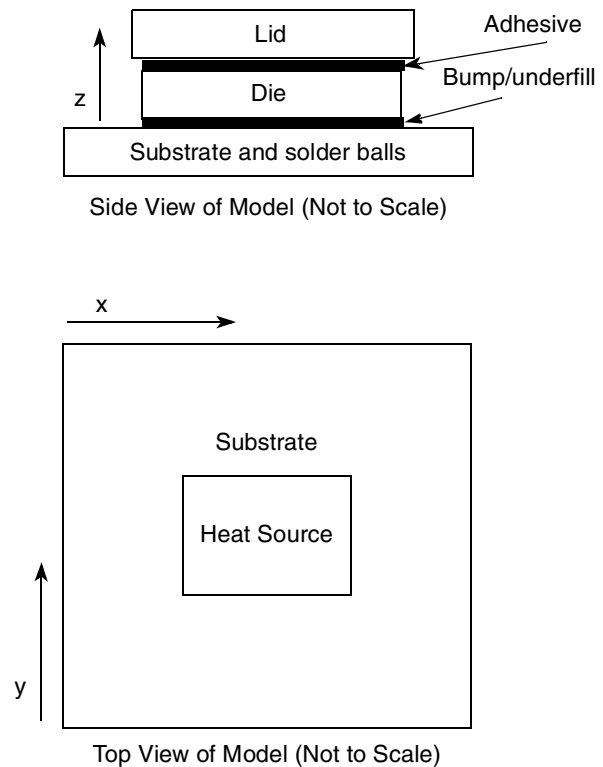 Lid
Adhesive
z
Die
Bump/underfill
Substrate and solder balls
Side View of Model (Not to Scale)
x
Substrate
Heat Source
y
Top View of Model (Not to Scale)